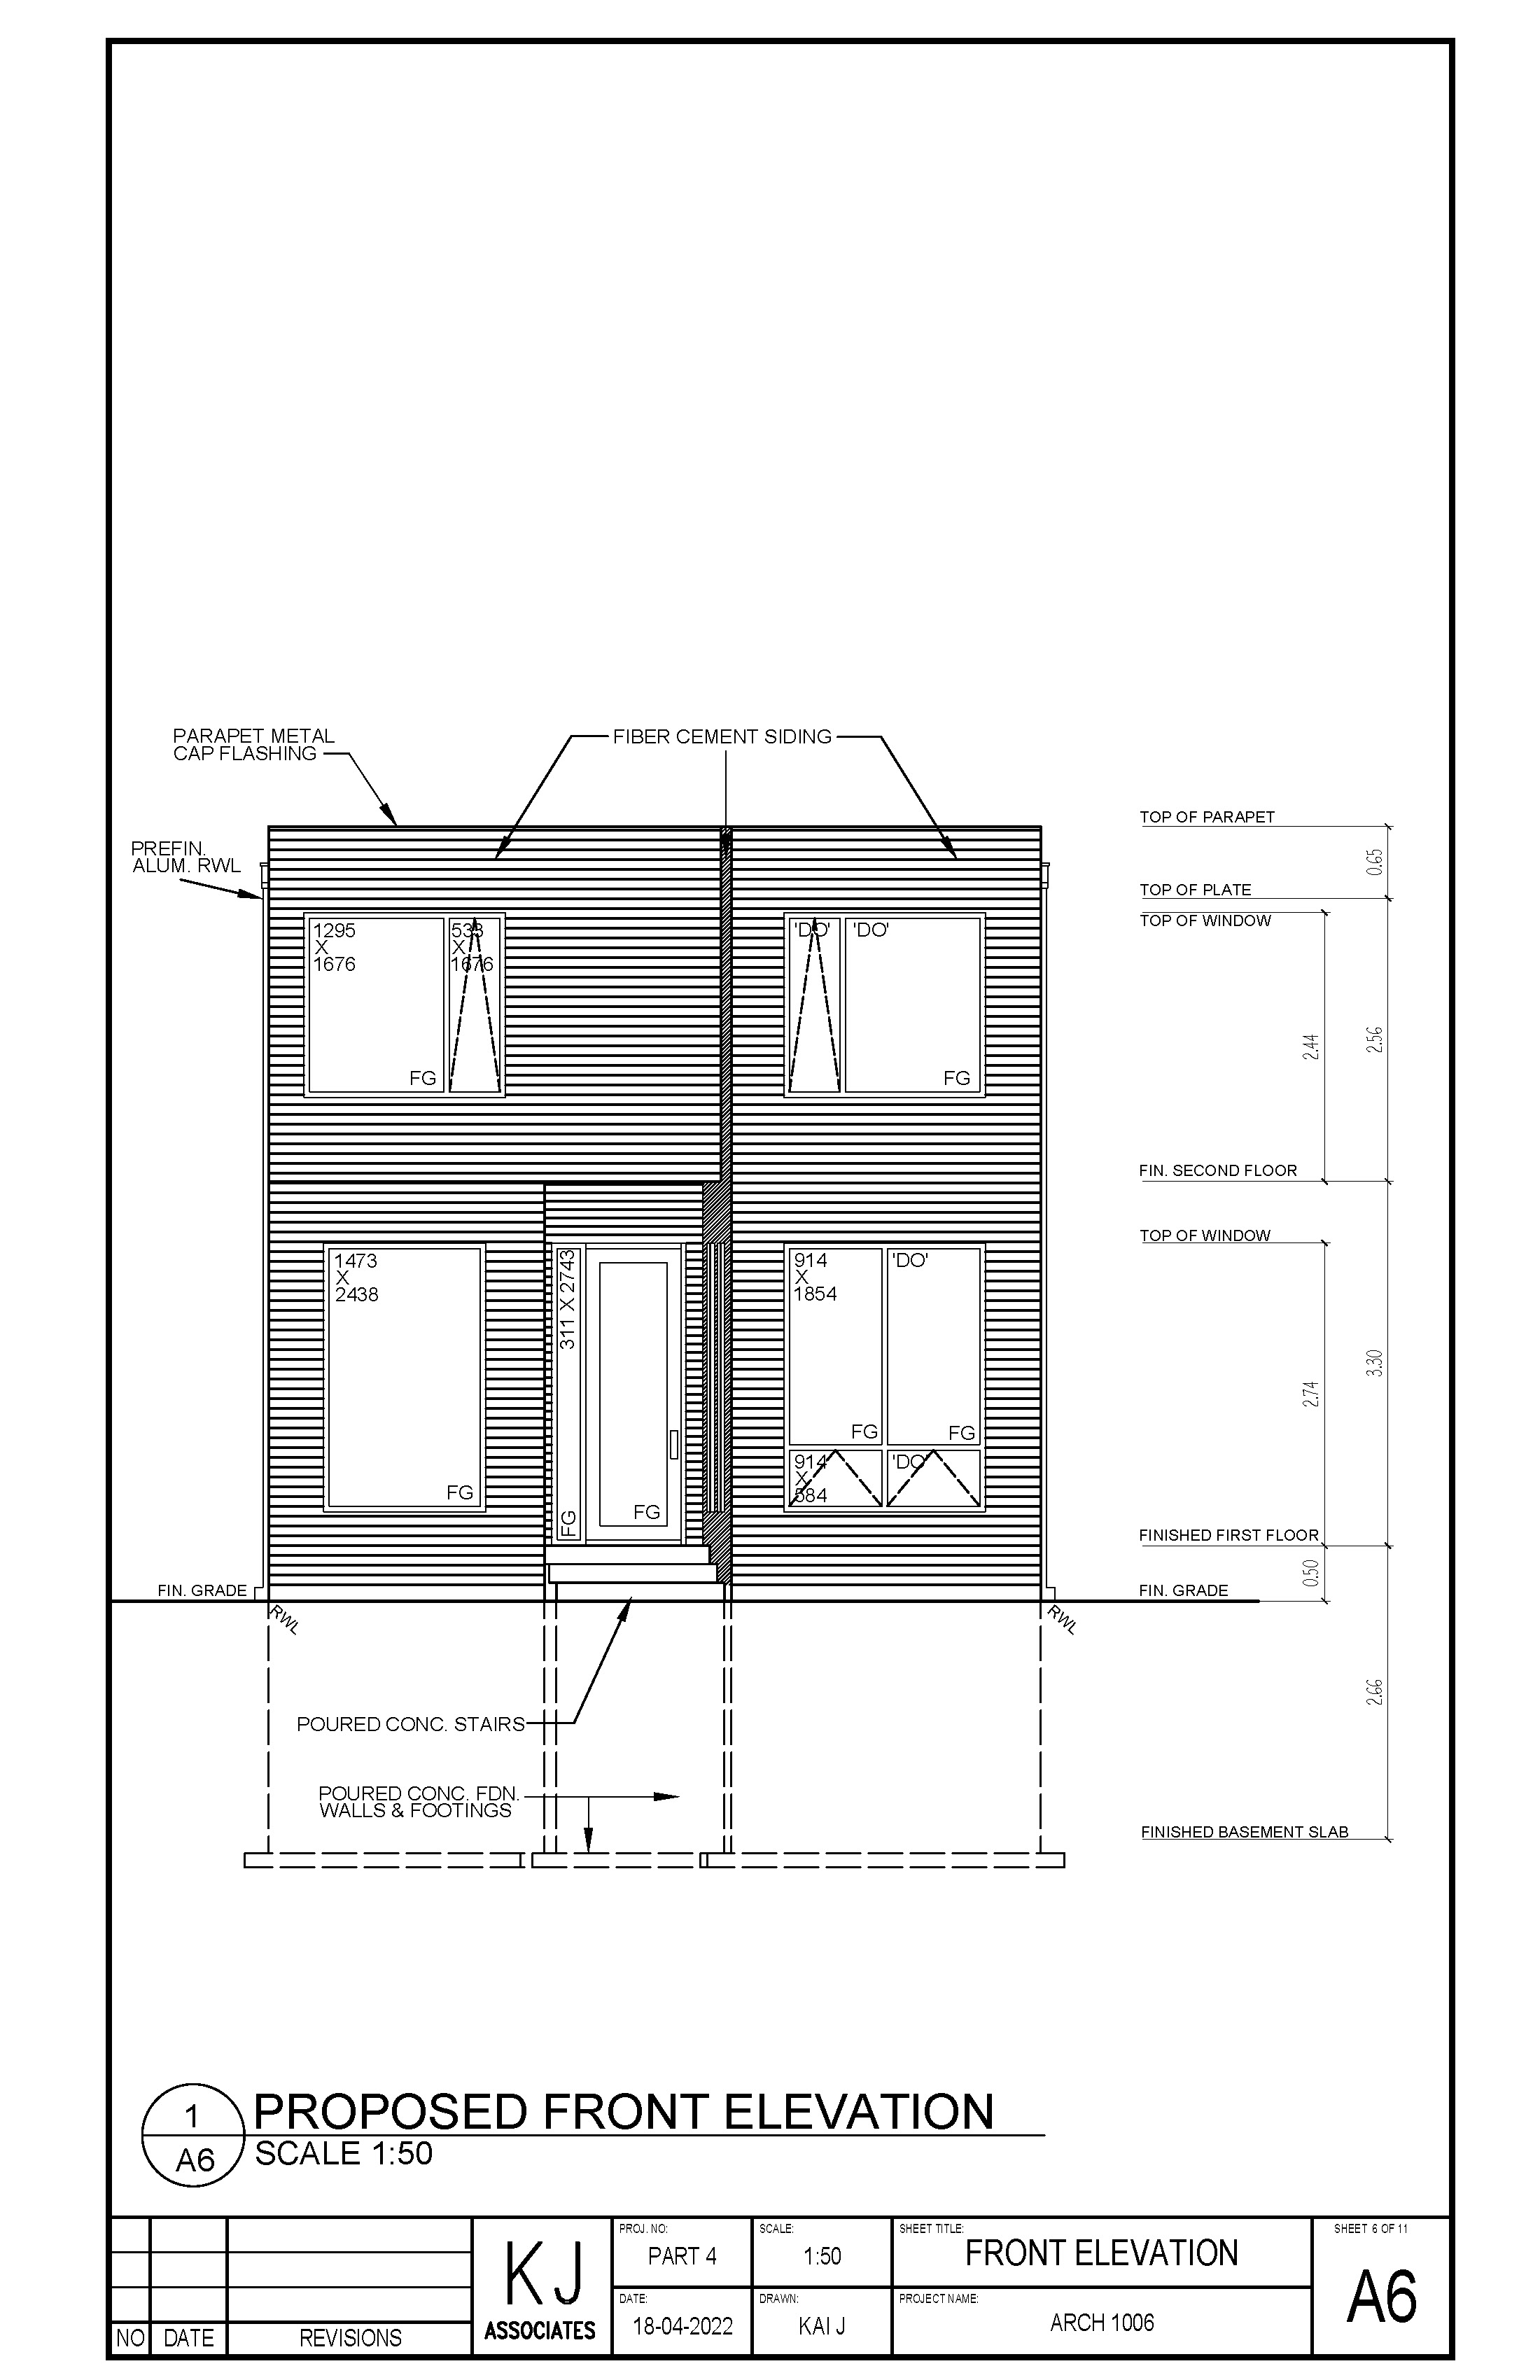 PARAPET METAL
CAP FLASHING
FIBER CEMENT SIDING
PREFIN.
ALUM. RWL
TOP OF PARAPET
0.65
TOP OF PLATE
TOP OF WINDOW
1295
X
1676
533
X
1676
'DO'
'DO'
2.44
2.56
FG
FG
FIN. SECOND FLOOR
TOP OF WINDOW
1473
X
2438
311 X 2743
914
X
1854
'DO'
2.74
3.30
FG
FG
914
X
584
'DO'
FG
FG
FG
FINISHED FIRST FLOOR
0.50
FIN. GRADE
FIN. GRADE
RWL
RWL
2.66
POURED CONC. STAIRS
POURED CONC. FDN.
WALLS & FOOTINGS
FINISHED BASEMENT SLAB
1
A6
PROPOSED FRONT ELEVATION
SCALE 1:50
NO DATE REVISIONS
KJ
ASSOCIATES
PROJ. NO:
PART 4
SCALE:
1:50
SHEET TITLE:
FRONT ELEVATION
SHEET 6 OF 11
A6
DATE:
18-04-2022
DRAWN:
KAI J
PROJECT NAME:
ARCH 1006